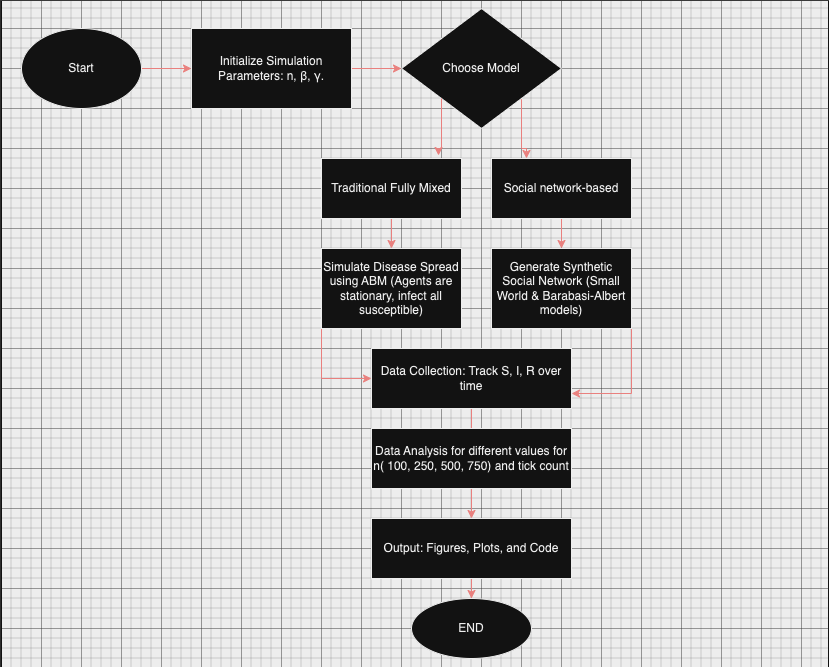 Start
Initialize Simulation
Parameters: n, β, γ.
Choose Model
Traditional Fully Mixed
Social network-based
Simulate Disease Spread
using ABM (Agents are
stationary, infect all
susceptible)
Generate Synthetic
Social Network (Small
World & Barabasi-Albert
models)
Data Collection: Track S, I, R over
time
Data Analysis for different values for
n( 100, 250, 500, 750) and tick count
Output: Figures, Plots, and Code
END